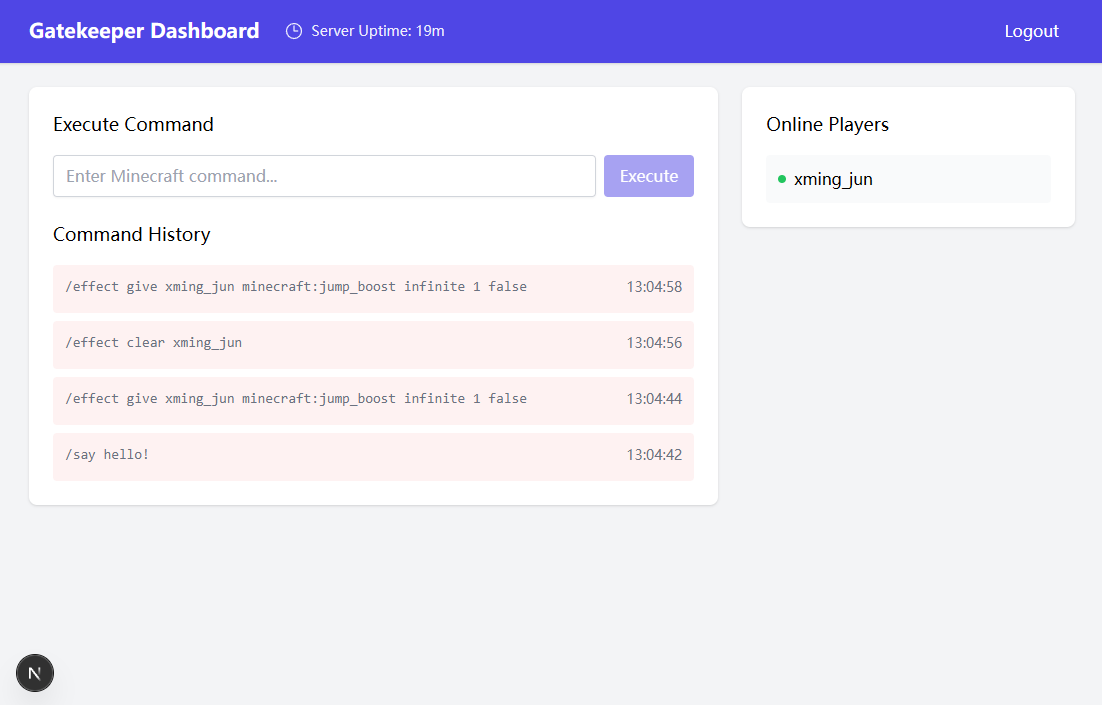 Gatekeeper Dashboard
Server Uptime: 19m
Logout
Execute Command
Enter Minecraft command...
Execute
Command History
/effect give xming_jun minecraft:jump_boost infinite 1 false
13:04:58
/effect clear xming_jun
13:04:56
/effect give xming_jun minecraft:jump_boost infinite 1 false
13:04:44
/say hello!
13:04:42
Online Players
xming_jun
N